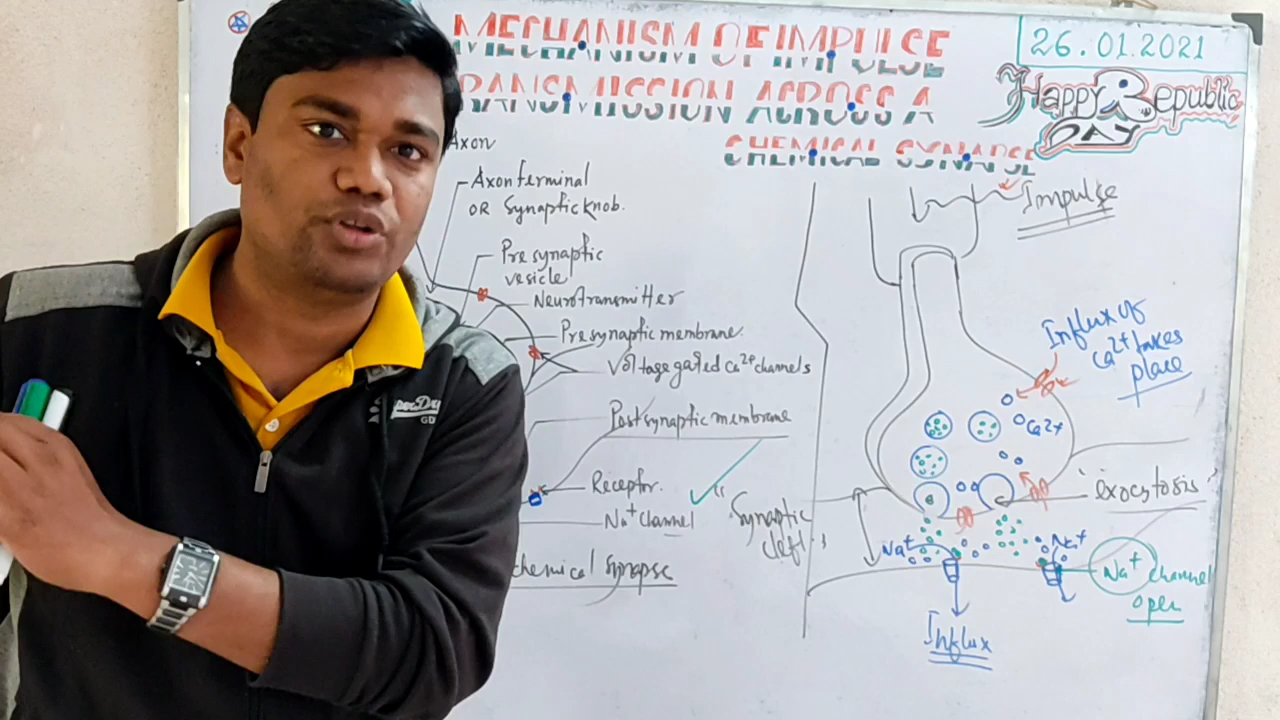 MECHANISM OF IMPULSE
TRANSMISSION ACROSS A
CHEMICAL SYNAPSE
26.01.2021
Happy Republic
DAY
Axon
Axon terminal
OR Synaptic knob.
Pre synaptic
vesicle
Neurotransmitter
Presynaptic membrane
Voltage gated Ca2+ channels
Postsynaptic membrane
Receptor.
Na+ channel
chemical synapse
Impulse
Influx of
Ca2+ takes
place
Ca2+
"exocytosis"
"Synaptic
cleft"
Na+
Na+
Na+ channel
open
Influx
perDry
GD